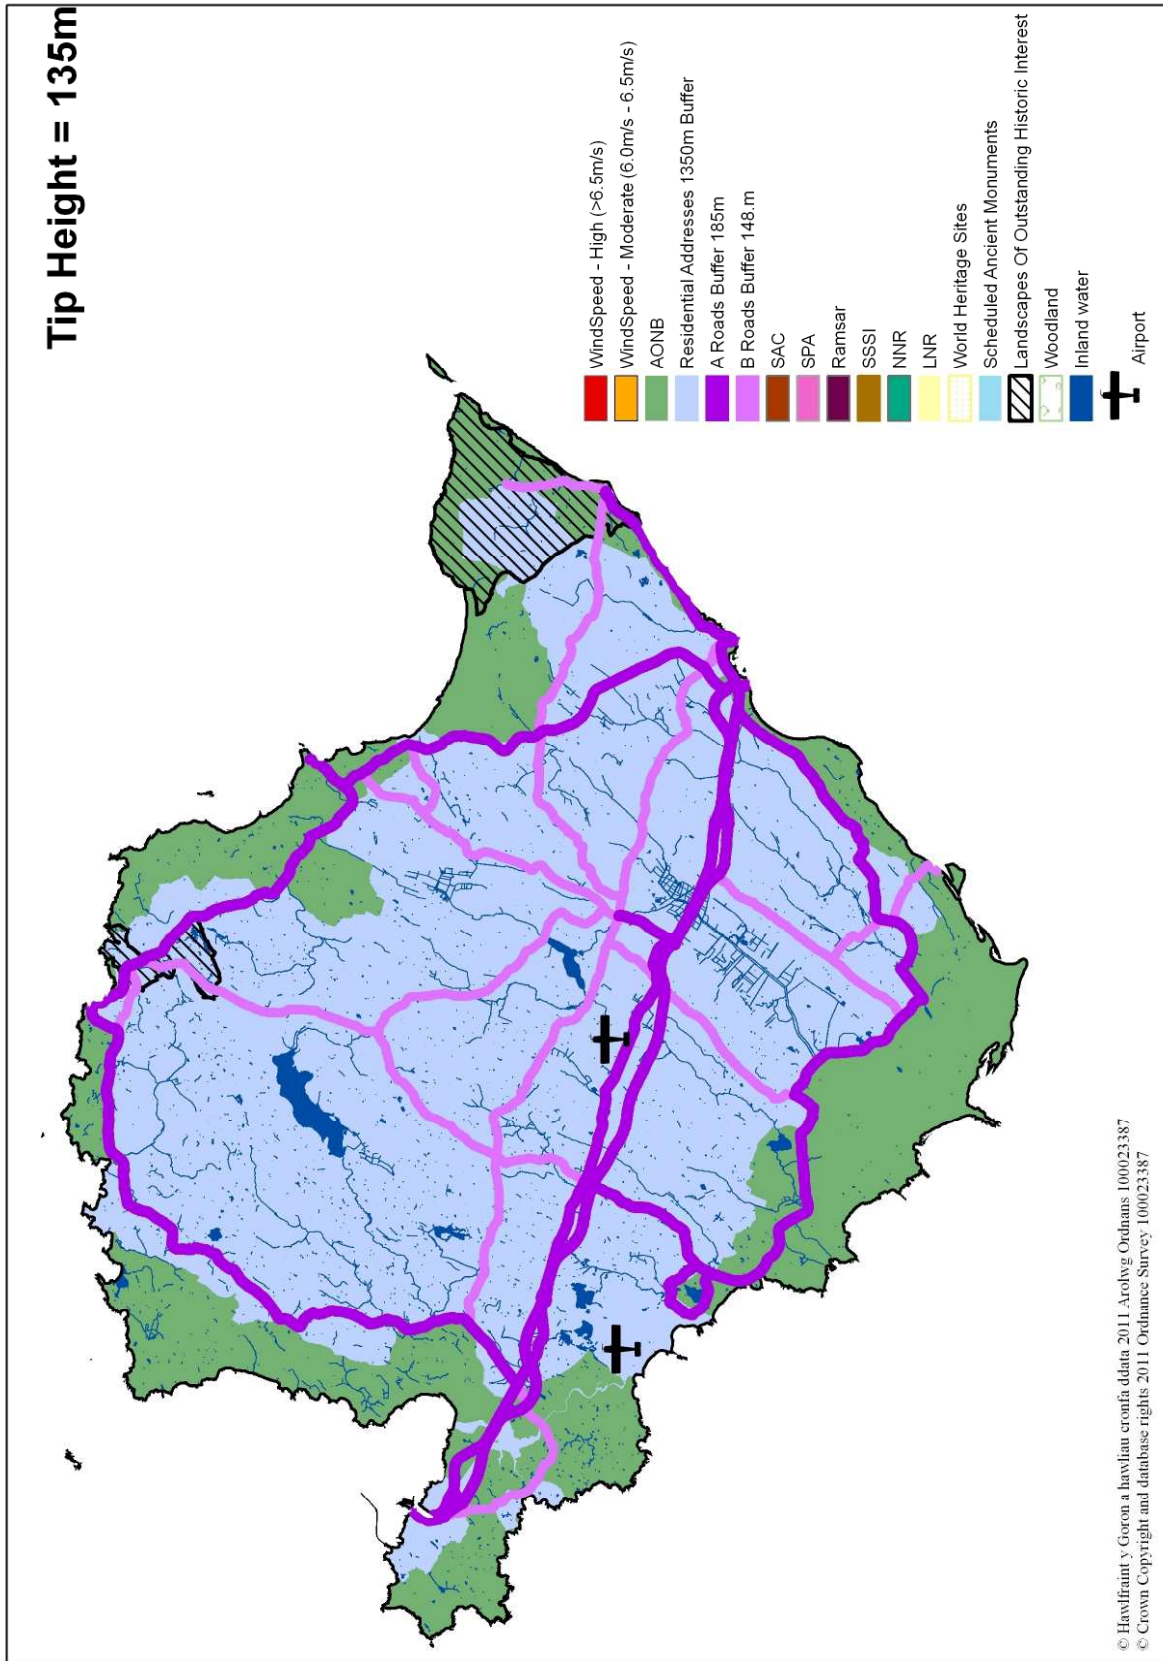 Tip Height = 135m
WindSpeed - High (>6.5m/s)
WindSpeed - Moderate (6.0m/s - 6.5m/s)
AONB
Residential Addresses 1350m Buffer
A Roads Buffer 185m
B Roads Buffer 148.m
SAC
SPA
Ramsar
SSSI
NNR
LNR
World Heritage Sites
Scheduled Ancient Monuments
Landscapes Of Outstanding Historic Interest
Woodland
Inland water
Airport
© Hawlfraint y Goron a hawliau cronfa ddata 2011 Arolwg Ordnans 100023387
© Crown Copyright and database rights 2011 Ordnance Survey 100023387